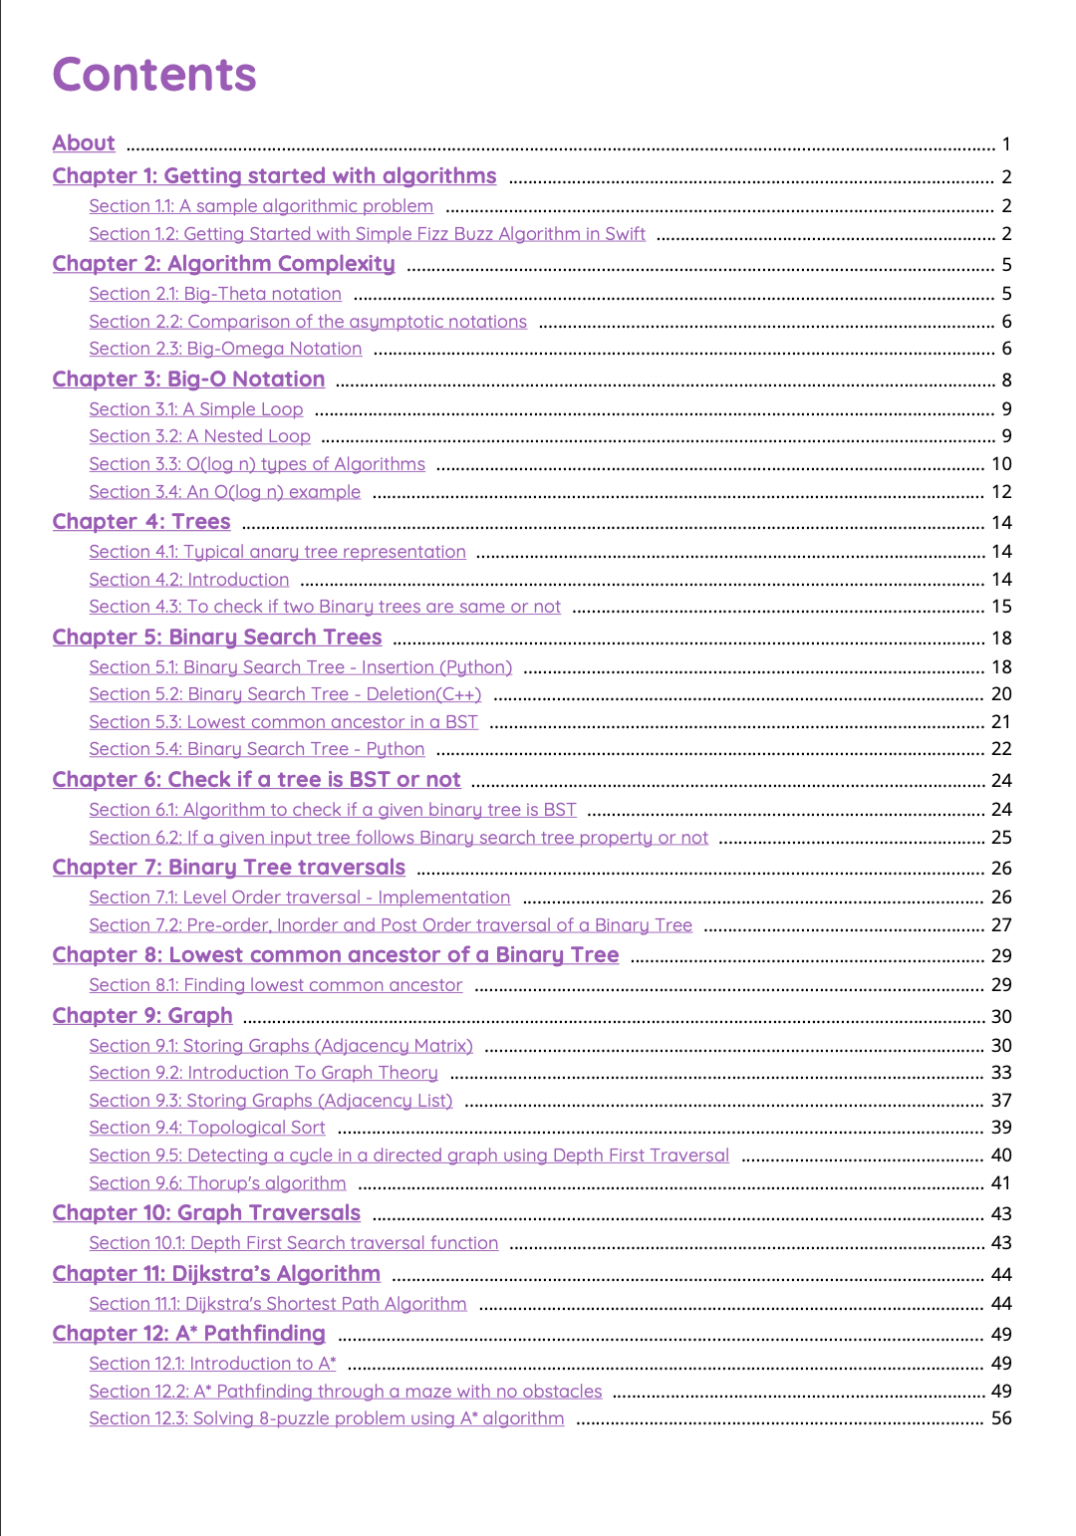 Contents
About ........................ 1
Chapter 1: Getting started with algorithms ........................ 2
Section 1.1: A sample algorithmic problem ........................ 2
Section 1.2: Getting Started with Simple Fizz Buzz Algorithm in Swift ........................ 2
Chapter 2: Algorithm Complexity ........................ 5
Section 2.1: Big-Theta notation ........................ 5
Section 2.2: Comparison of the asymptotic notations ........................ 6
Section 2.3: Big-Omega Notation ........................ 6
Chapter 3: Big-O Notation ........................ 8
Section 3.1: A Simple Loop ........................ 9
Section 3.2: A Nested Loop ........................ 9
Section 3.3: O(log n) types of Algorithms ........................ 10
Section 3.4: An O(log n) example ........................ 12
Chapter 4: Trees ........................ 14
Section 4.1: Typical anary tree representation ........................ 14
Section 4.2: Introduction ........................ 14
Section 4.3: To check if two Binary trees are same or not ........................ 15
Chapter 5: Binary Search Trees ........................ 18
Section 5.1: Binary Search Tree - Insertion (Python) ........................ 18
Section 5.2: Binary Search Tree - Deletion(C++) ........................ 20
Section 5.3: Lowest common ancestor in a BST ........................ 21
Section 5.4: Binary Search Tree - Python ........................ 22
Chapter 6: Check if a tree is BST or not ........................ 24
Section 6.1: Algorithm to check if a given binary tree is BST ........................ 24
Section 6.2: If a given input tree follows Binary search tree property or not ........................ 25
Chapter 7: Binary Tree traversals ........................ 26
Section 7.1: Level Order traversal - Implementation ........................ 26
Section 7.2: Pre-order, Inorder and Post Order traversal of a Binary Tree ........................ 27
Chapter 8: Lowest common ancestor of a Binary Tree ........................ 29
Section 8.1: Finding lowest common ancestor ........................ 29
Chapter 9: Graph ........................ 30
Section 9.1: Storing Graphs (Adjacency Matrix) ........................ 30
Section 9.2: Introduction To Graph Theory ........................ 33
Section 9.3: Storing Graphs (Adjacency List) ........................ 37
Section 9.4: Topological Sort ........................ 39
Section 9.5: Detecting a cycle in a directed graph using Depth First Traversal ........................ 40
Section 9.6: Thorup's algorithm ........................ 41
Chapter 10: Graph Traversals ........................ 43
Section 10.1: Depth First Search traversal function ........................ 43
Chapter 11: Dijkstra’s Algorithm ........................ 44
Section 11.1: Dijkstra's Shortest Path Algorithm ........................ 44
Chapter 12: A* Pathfinding ........................ 49
Section 12.1: Introduction to A* ........................ 49
Section 12.2: A* Pathfinding through a maze with no obstacles ........................ 49
Section 12.3: Solving 8-puzzle problem using A* algorithm ........................ 56